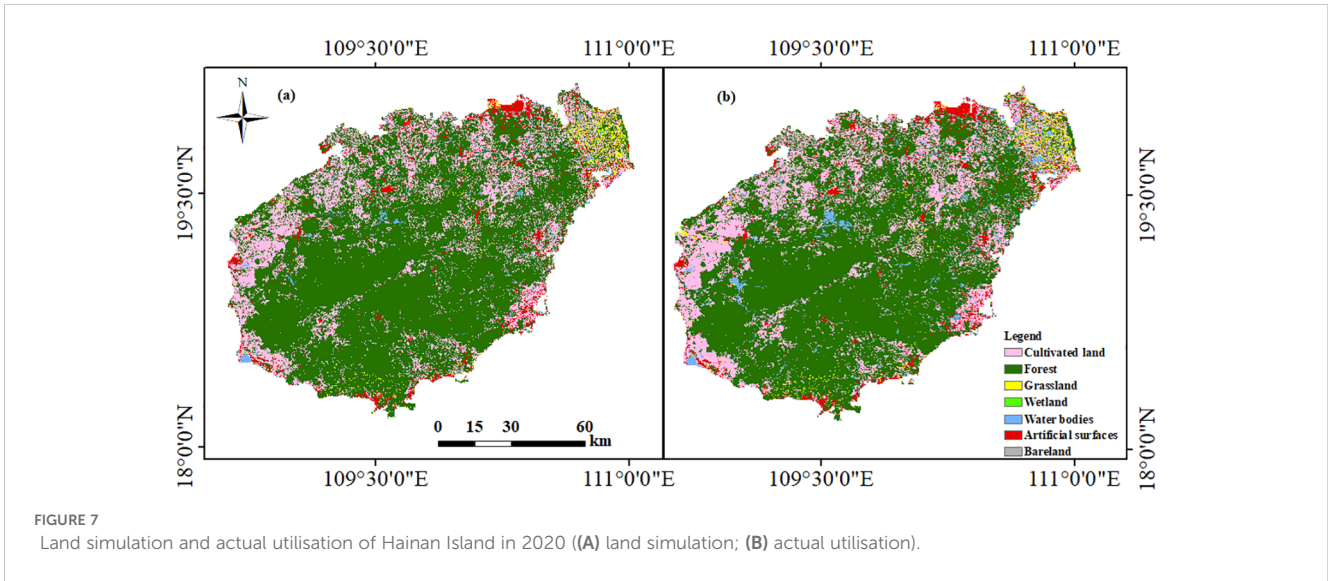 109°30'0"E 111°0'0"E 109°30'0"E 111°0'0"E
N
(a) (b)
19°30'0"N 19°30'0"N
Legend
Cultivated land
Forest
Grassland
Wetland
Water bodies
Artificial surfaces
Bareland
0 15 30 60
km
18°0'0"N 18°0'0"N
109°30'0"E 111°0'0"E 109°30'0"E 111°0'0"E
FIGURE 7
Land simulation and actual utilisation of Hainan Island in 2020 ((A) land simulation; (B) actual utilisation).